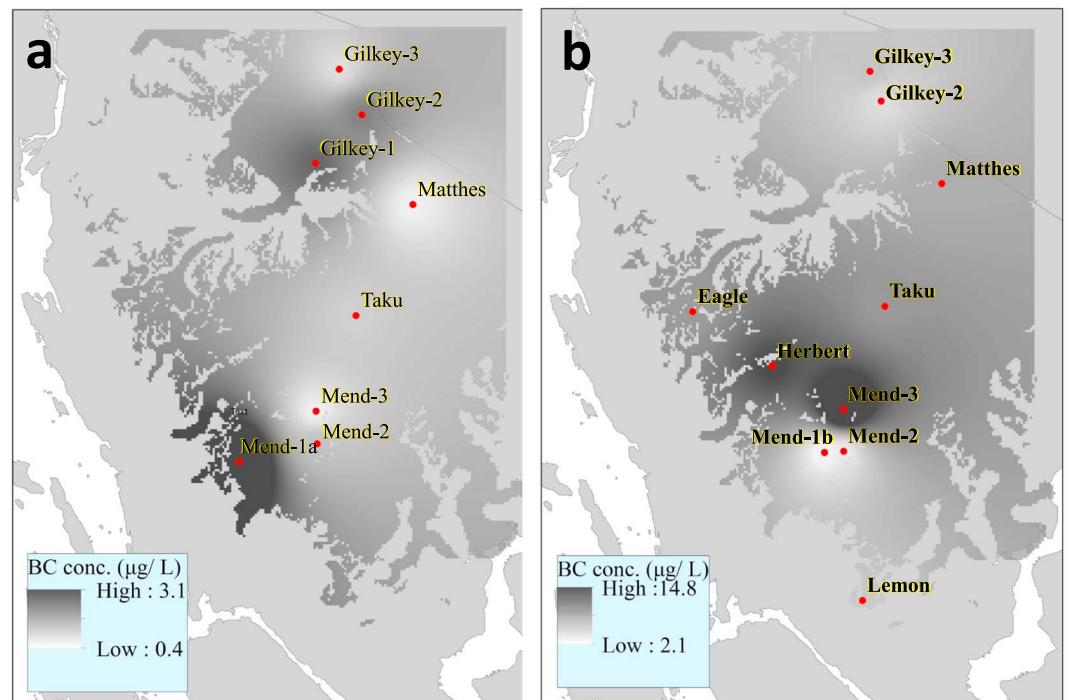 a
Gilkey-3
Gilkey-2
Gilkey-1
Matthes
Taku
Mend-3
Mend-2
Mend-1a
BC conc. (µg/ L)
High : 3.1
Low : 0.4
b
Gilkey-3
Gilkey-2
Matthes
Eagle
Taku
Herbert
Mend-3
Mend-1b
Mend-2
Lemon
BC conc. (µg/ L)
High :14.8
Low : 2.1